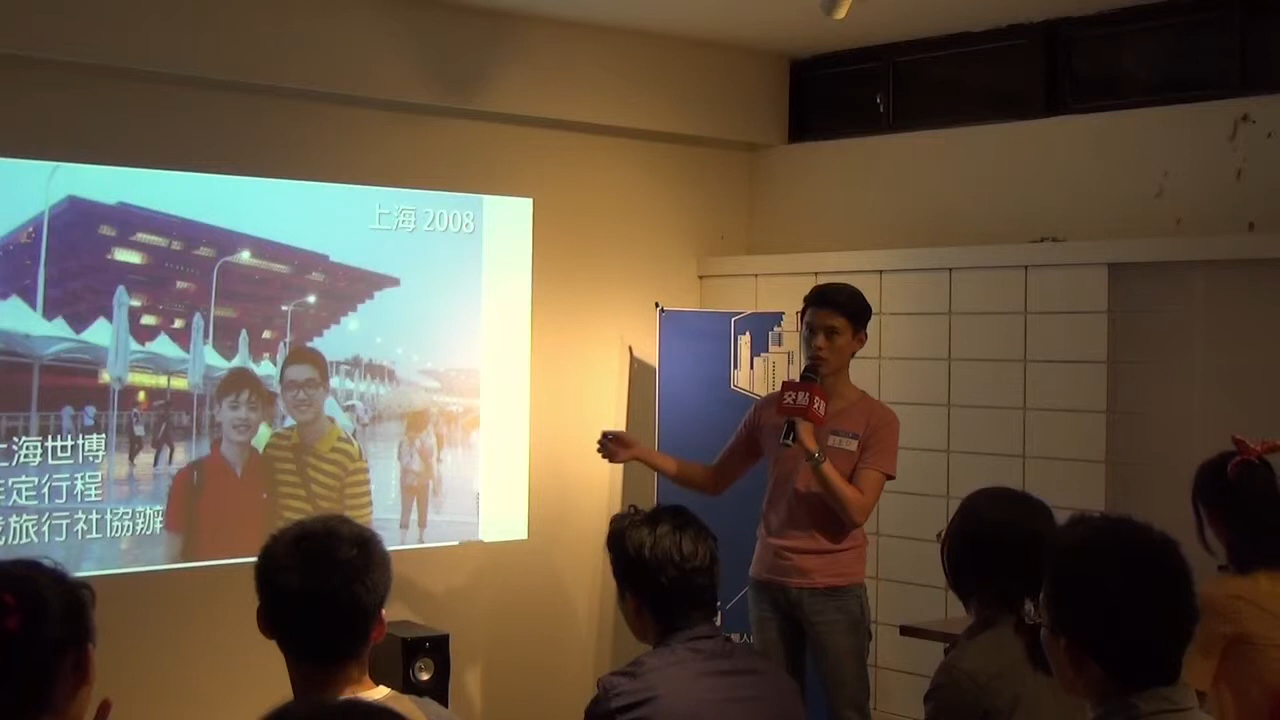 上海 2008
上海世博
定行程
旅行社協辦
交點